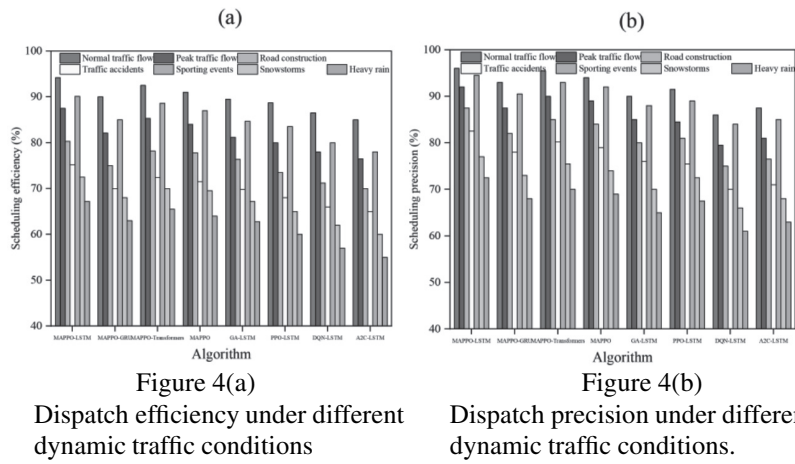 (a)
Normal traffic flow Peak traffic flow Road construction
Traffic accidents Sporting events Snowstorms Heavy rain
Scheduling efficiency (%)
100
90
80
70
60
50
40
MAPPO-LSTM MAPPO-GRU MAPPO-Transformers MAPPO GA-LSTM PPO-LSTM DQN-LSTM A2C-LSTM
Algorithm
Figure 4(a)
Dispatch efficiency under different
dynamic traffic conditions
(b)
Normal traffic flow Peak traffic flow Road construction
Traffic accidents Sporting events Snowstorms Heavy rain
Scheduling precision (%)
100
90
80
70
60
50
40
MAPPO-LSTM MAPPO-GRU MAPPO-Transformers MAPPO GA-LSTM PPO-LSTM DQN-LSTM A2C-LSTM
Algorithm
Figure 4(b)
Dispatch precision under differe
dynamic traffic conditions.